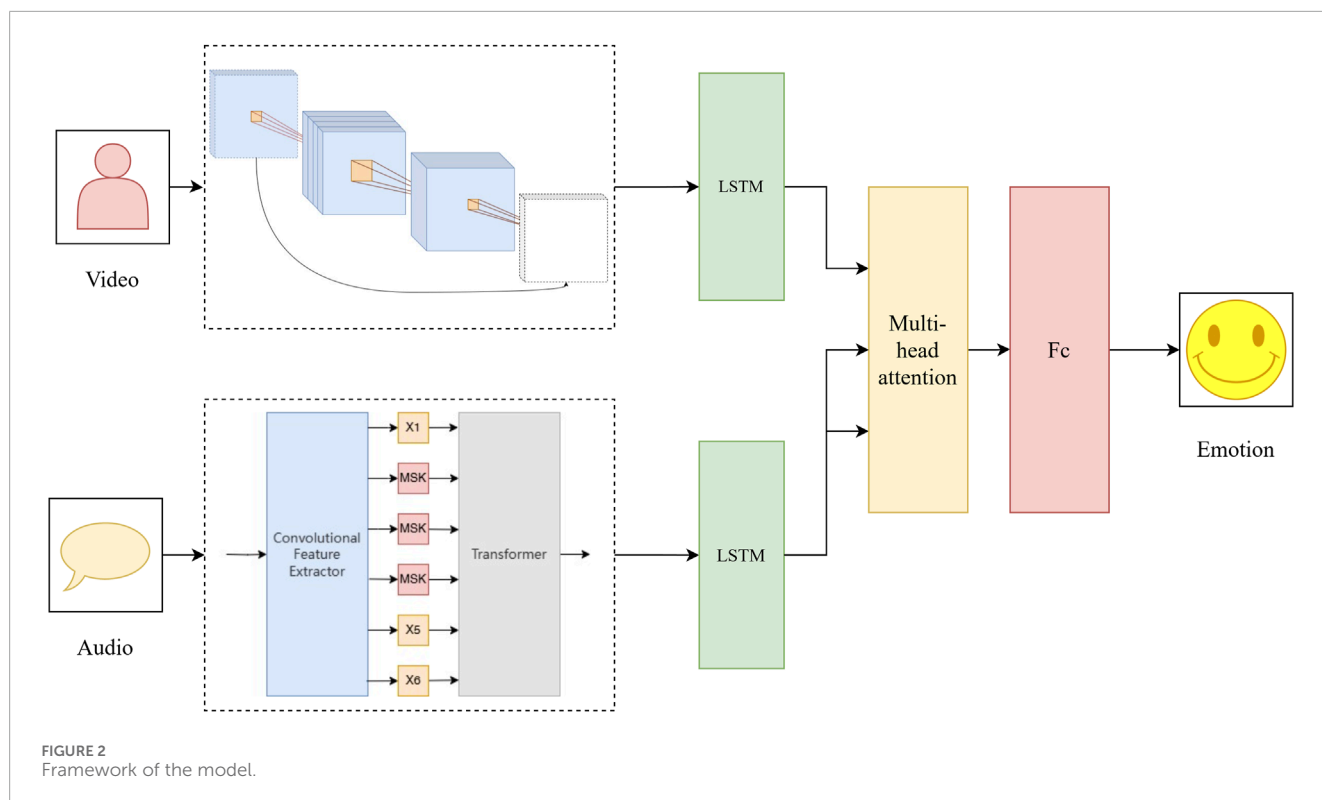 Video
LSTM
Multi-
head
attention
Fc
Emotion
Convolutional
Feature
Extractor
X1
MSK
MSK
MSK
X5
X6
Transformer
LSTM
Audio
FIGURE 2
Framework of the model.